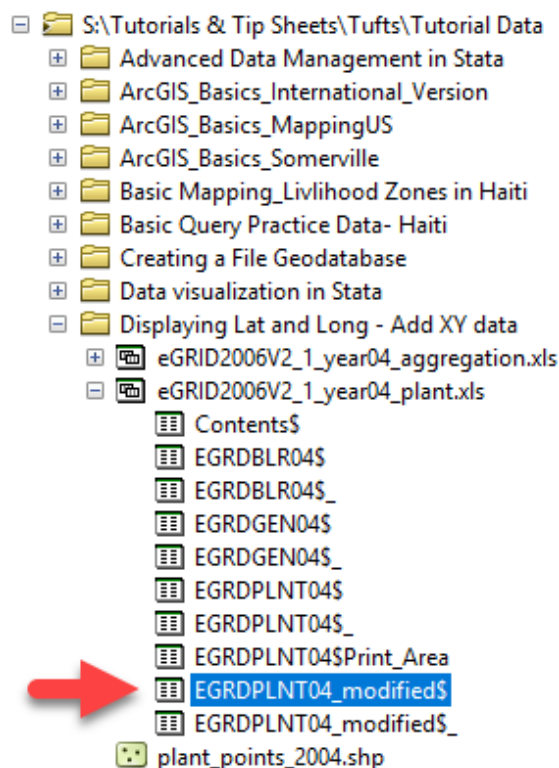 S:\Tutorials & Tip Sheets\Tufts\Tutorial Data
Advanced Data Management in Stata
ArcGIS_Basics_International_Version
ArcGIS_Basics_MappingUS
ArcGIS_Basics_Somerville
Basic Mapping_Livlihood Zones in Haiti
Basic Query Practice Data- Haiti
Creating a File Geodatabase
Data visualization in Stata
Displaying Lat and Long - Add XY data
eGRID2006V2_1_year04_aggregation.xls
eGRID2006V2_1_year04_plant.xls
Contents$
EGRDBLR04$
EGRDBLR04$_
EGRDGEN04$
EGRDGEN04$_
EGRDPLNT04$
EGRDPLNT04$_
EGRDPLNT04$Print_Area
EGRDPLNT04_modified$
EGRDPLNT04_modified$_
plant_points_2004.shp